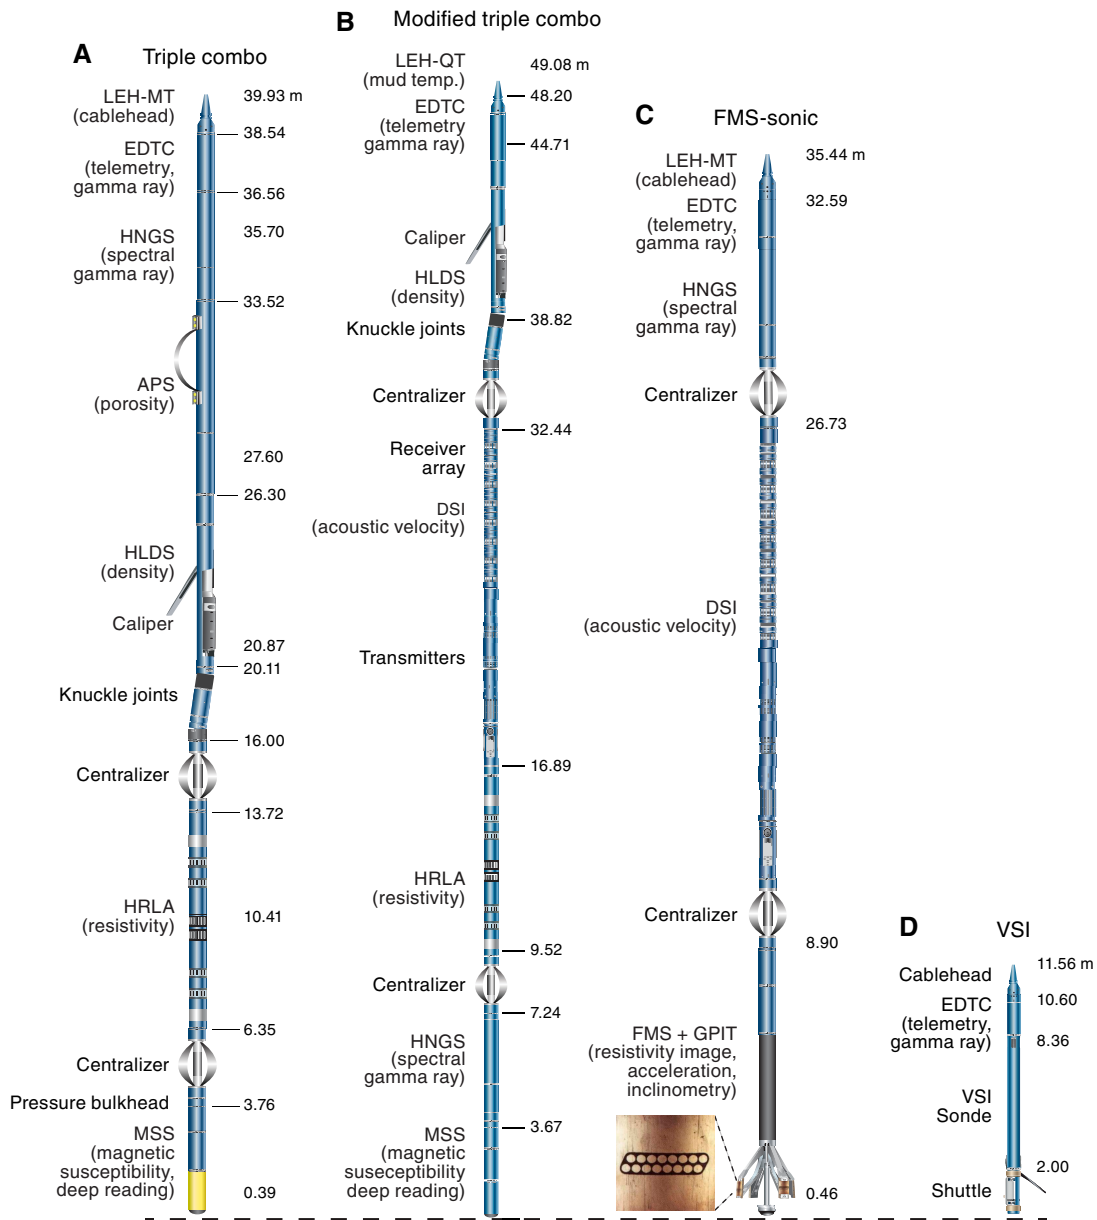 A
Triple combo
LEH-MT
(cablehead)
39.93 m
38.54
EDTC
(telemetry,
gamma ray)
36.56
HNGS
(spectral
gamma ray)
35.70
33.52
APS
(porosity)
27.60
26.30
HLDS
(density)
Caliper
20.87
20.11
Knuckle joints
16.00
Centralizer
13.72
HRLA
(resistivity)
10.41
6.35
Centralizer
Pressure bulkhead
3.76
MSS
(magnetic
susceptibility,
deep reading)
0.39
B
Modified triple combo
LEH-QT
(mud temp.)
49.08 m
48.20
EDTC
(telemetry
gamma ray)
44.71
Caliper
HLDS
(density)
Knuckle joints
38.82
Centralizer
32.44
Receiver
array
DSI
(acoustic velocity)
Transmitters
16.89
HRLA
(resistivity)
9.52
Centralizer
7.24
HNGS
(spectral
gamma ray)
3.67
MSS
(magnetic
suseceptibility
deep reading)
C
FMS-sonic
LEH-MT
(cablehead)
35.44 m
EDTC
(telemetry,
gamma ray)
32.59
HNGS
(spectral
gamma ray)
Centralizer
26.73
DSI
(acoustic velocity)
Centralizer
8.90
FMS + GPIT
(resistivity image,
acceleration,
inclinometry)
0.46
D
VSI
Cablehead
11.56 m
EDTC
(telemetry,
gamma ray)
10.60
8.36
VSI
Sonde
2.00
Shuttle